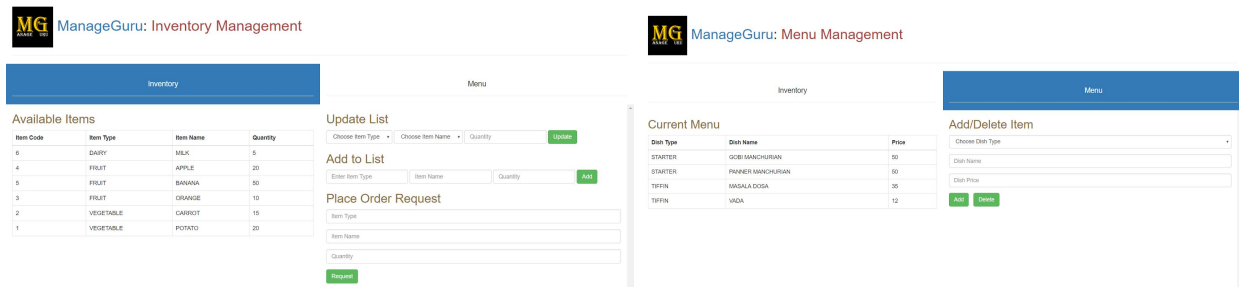 MG
ManageGuru: Inventory Management
Inventory
Menu
Available Items
Item Code Item Type Item Name Quantity
6 DAIRY MILK 5
4 FRUIT APPLE 20
5 FRUIT BANANA 50
3 FRUIT ORANGE 10
2 VEGETABLE CARROT 15
1 VEGETABLE POTATO 20
Update List
Choose Item Type Choose Item Name Quantity Update
Add to List
Enter Item Type Item Name Quantity Add
Place Order Request
Item Type
Item Name
Quantity
Request
MG
ManageGuru: Menu Management
Inventory
Menu
Current Menu
Dish Type Dish Name Price
STARTER GOBI MANCHURIAN 50
STARTER PANNER MANCHURIAN 50
TIFFIN MASALA DOSA 35
TIFFIN VADA 12
Add/Delete Item
Choose Dish Type
Dish Name
Dish Price
Add Delete